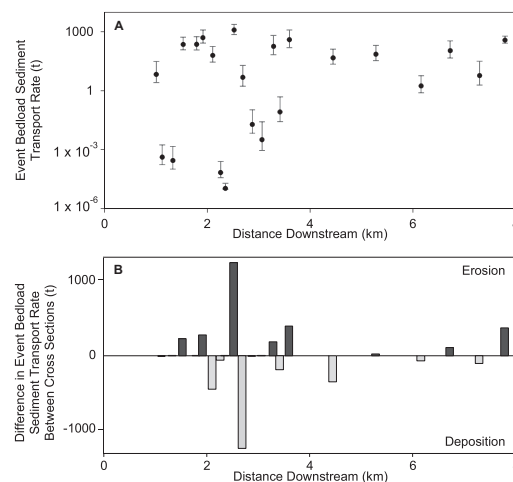 A
Event Bedload Sediment
Transport Rate (t)
1000
1
1 x 10-3
1 x 10-6
0
2
4
6
Distance Downstream (km)
B
Erosion
Difference in Event Bedload
Sediment Transport Rate
Between Cross Sections (t)
1000
0
-1000
Deposition
0
2
4
6
Distance Downstream (km)